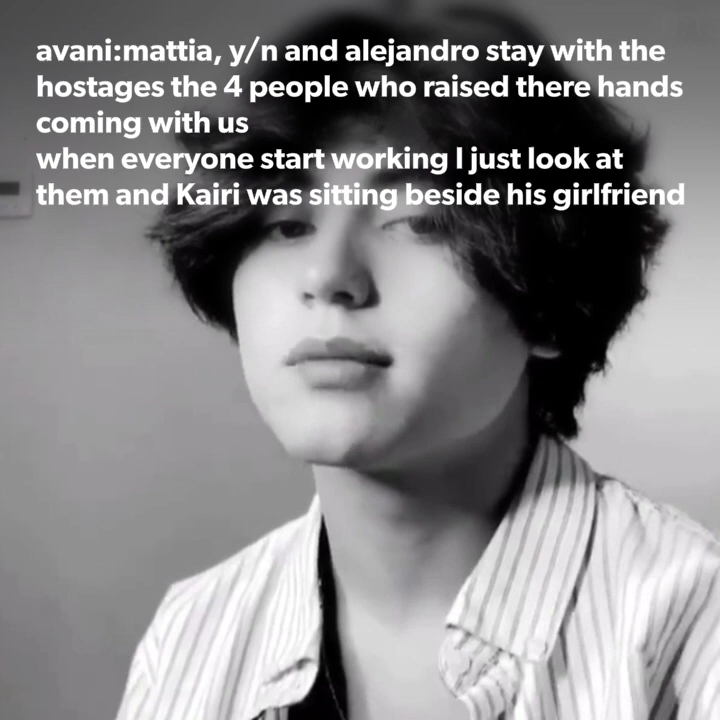 avani:mattia, y/n and alejandro stay with the
hostages the 4 people who raised there hands
coming with us
when everyone start working I just look at
them and Kairi was sitting beside his girlfriend